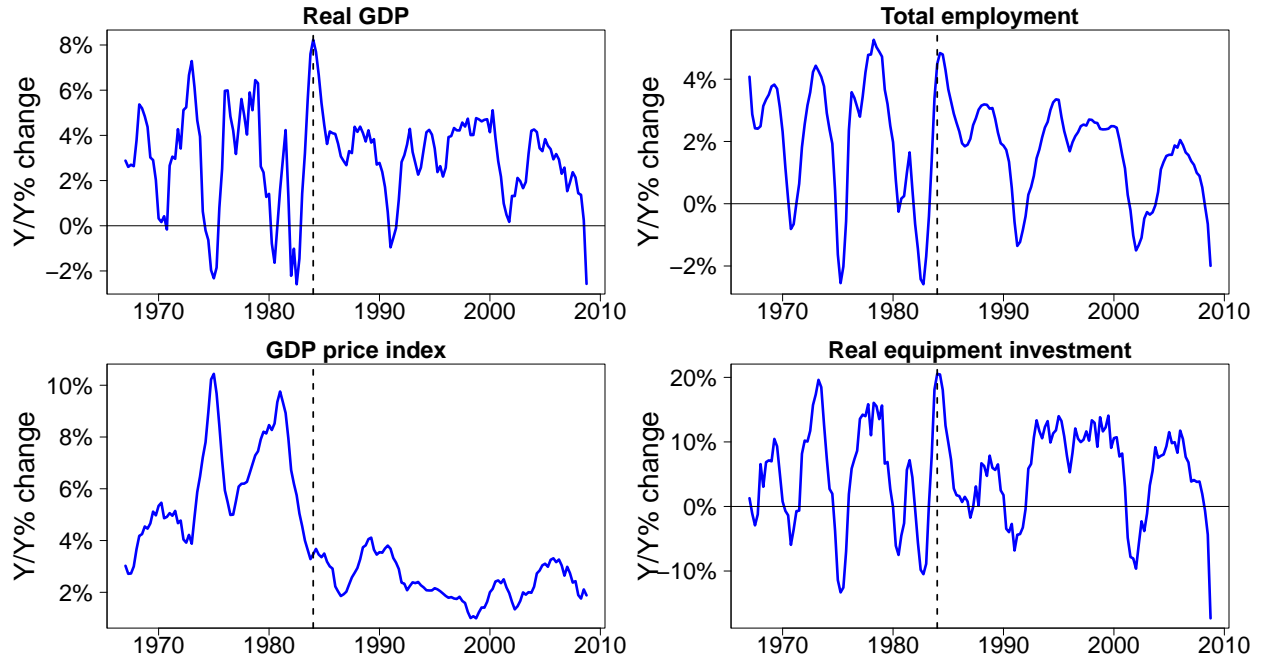 Real GDP
Y/Y% change
8%
6%
4%
2%
0%
−2%
1970 1980 1990 2000 2010
Total employment
Y/Y% change
4%
2%
0%
−2%
1970 1980 1990 2000 2010
GDP price index
Y/Y% change
10%
8%
6%
4%
2%
1970 1980 1990 2000 2010
Real equipment investment
Y/Y% change
20%
10%
0%
−10%
1970 1980 1990 2000 2010